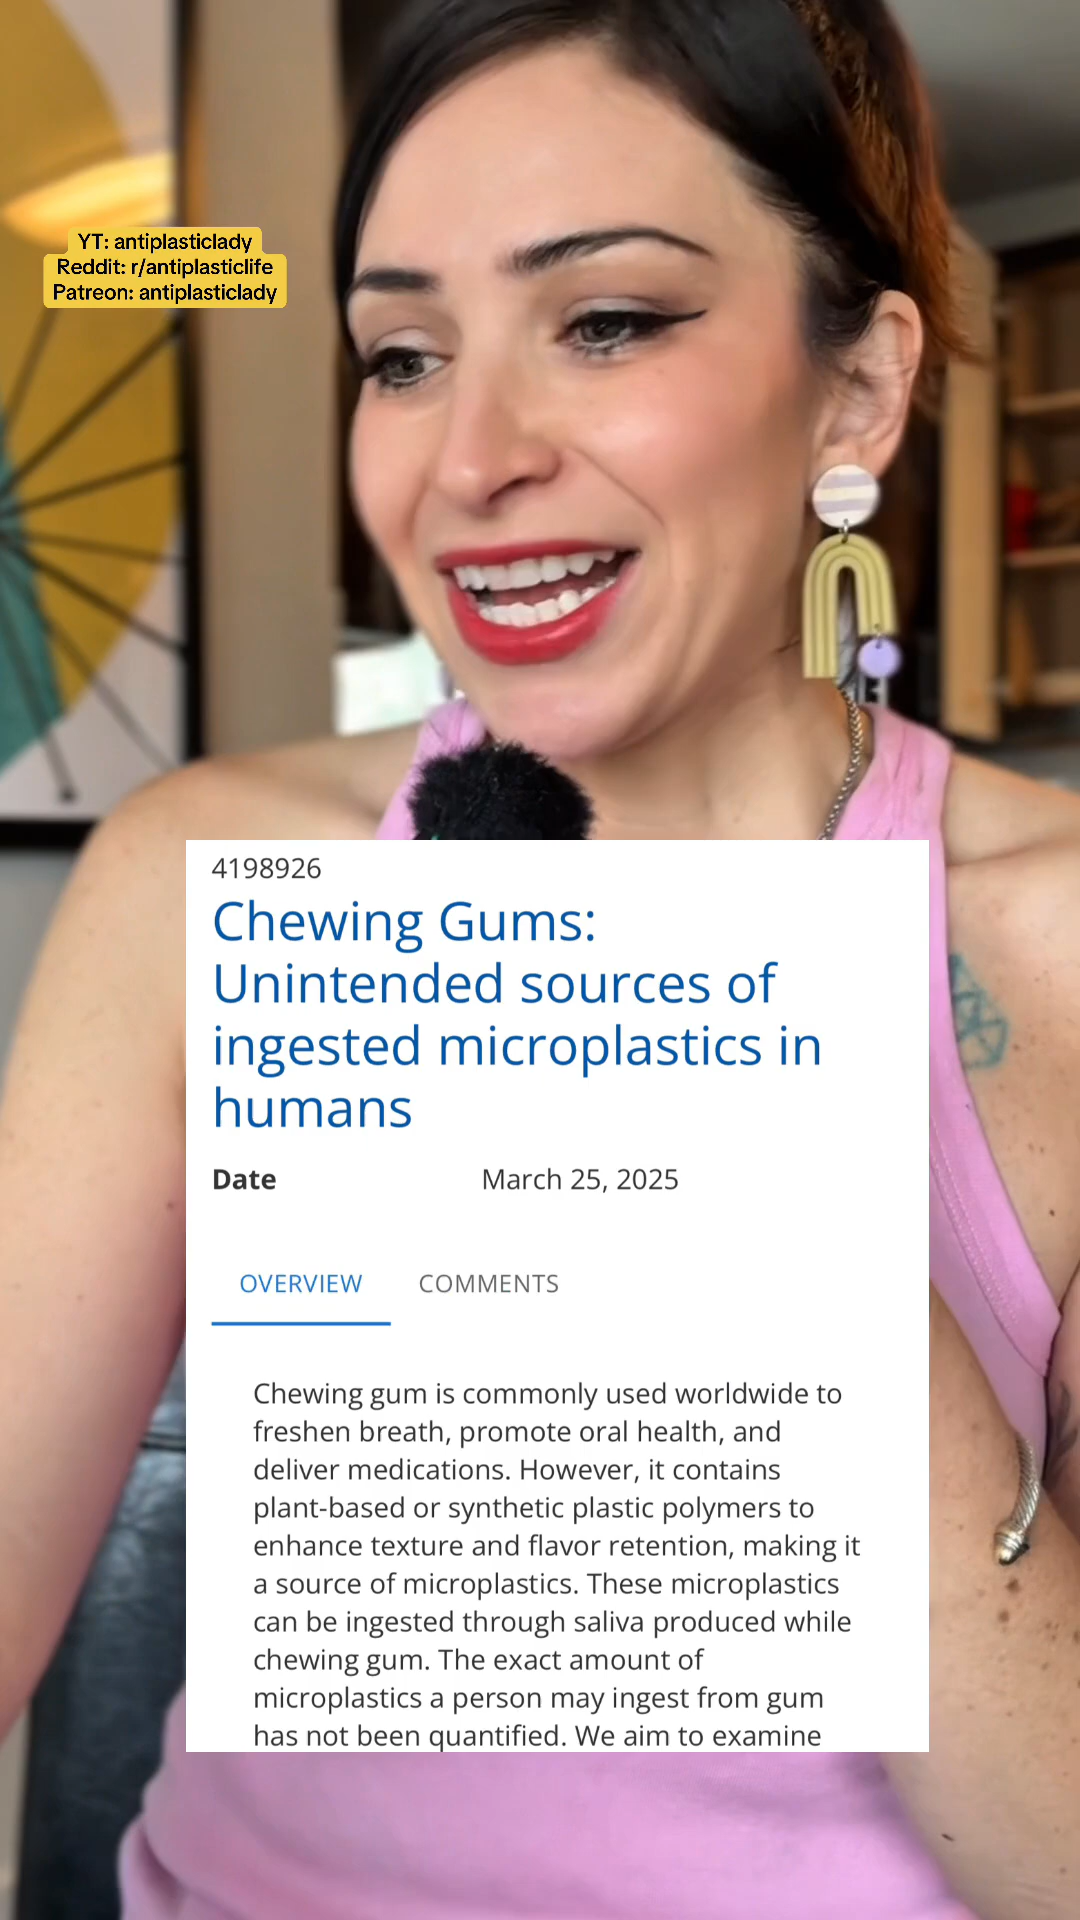 YT: antiplasticlady
Reddit: r/antiplasticlife
Patreon: antiplasticlady
4198926
Chewing Gums:
Unintended sources of
ingested microplastics in
humans
Date March 25, 2025
OVERVIEW COMMENTS
Chewing gum is commonly used worldwide to
freshen breath, promote oral health, and
deliver medications. However, it contains
plant-based or synthetic plastic polymers to
enhance texture and flavor retention, making it
a source of microplastics. These microplastics
can be ingested through saliva produced while
chewing gum. The exact amount of
microplastics a person may ingest from gum
has not been quantified. We aim to examine